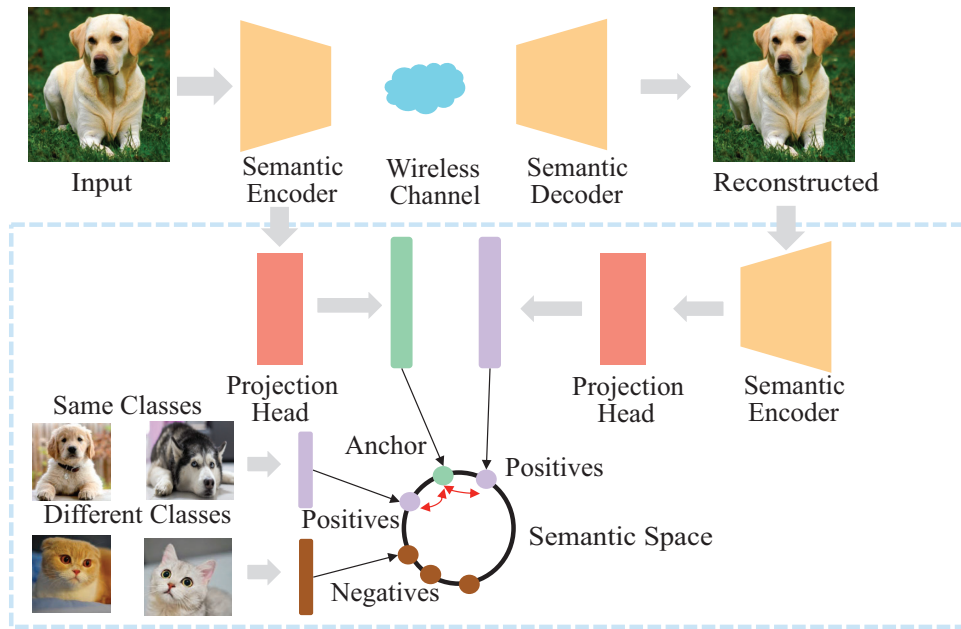 Input
Semantic
Encoder
Wireless
Channel
Semantic
Decoder
Reconstructed
Projection
Head
Projection
Head
Semantic
Encoder
Same Classes
Anchor
Positives
Different Classes
Positives
Semantic Space
Negatives